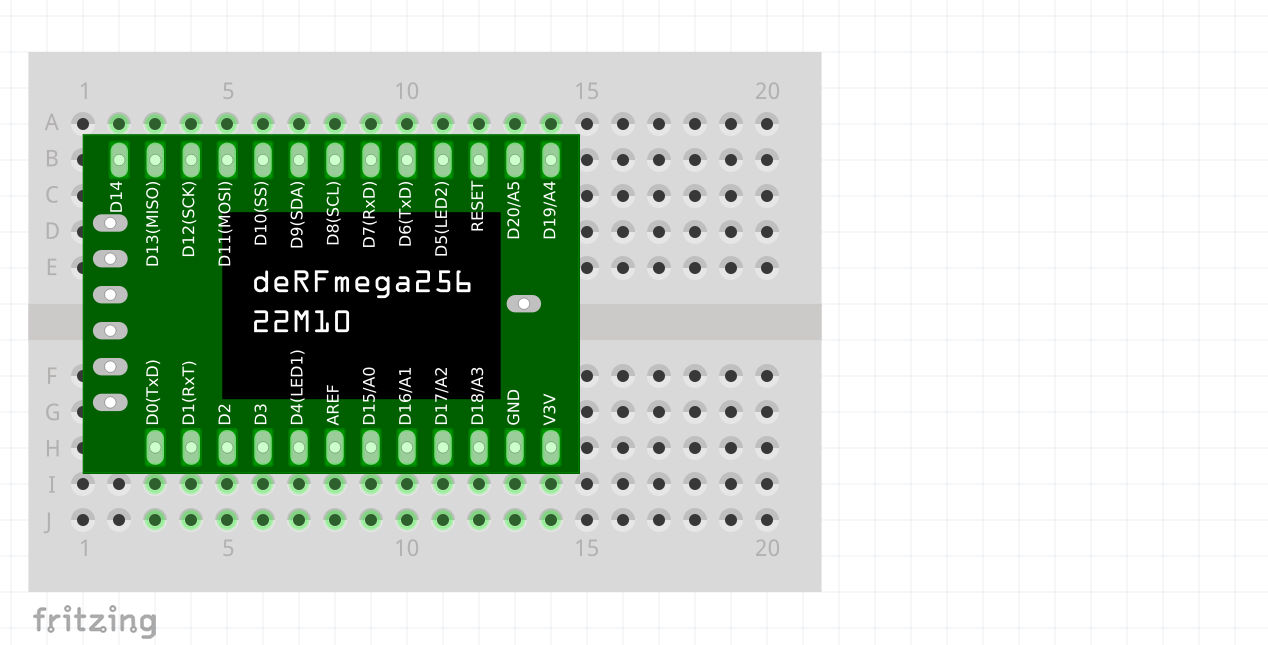 1 5 10 15 20
A
B
C
D
E
F
G
H
I
J
D14 D13(MISO) D12(SCK) D11(MOSI) D10(SS) D9(SDA) D8(SCL) D7(RxD) D6(TxD) D5(LED2) RESET D20/A5 D19/A4
deRFmega256
22M10
D0(TxD) D1(RxT) D2 D3 D4(LED1) AREF D15/A0 D16/A1 D17/A2 D18/A3 GND V3V
1 5 10 15 20
fritzing